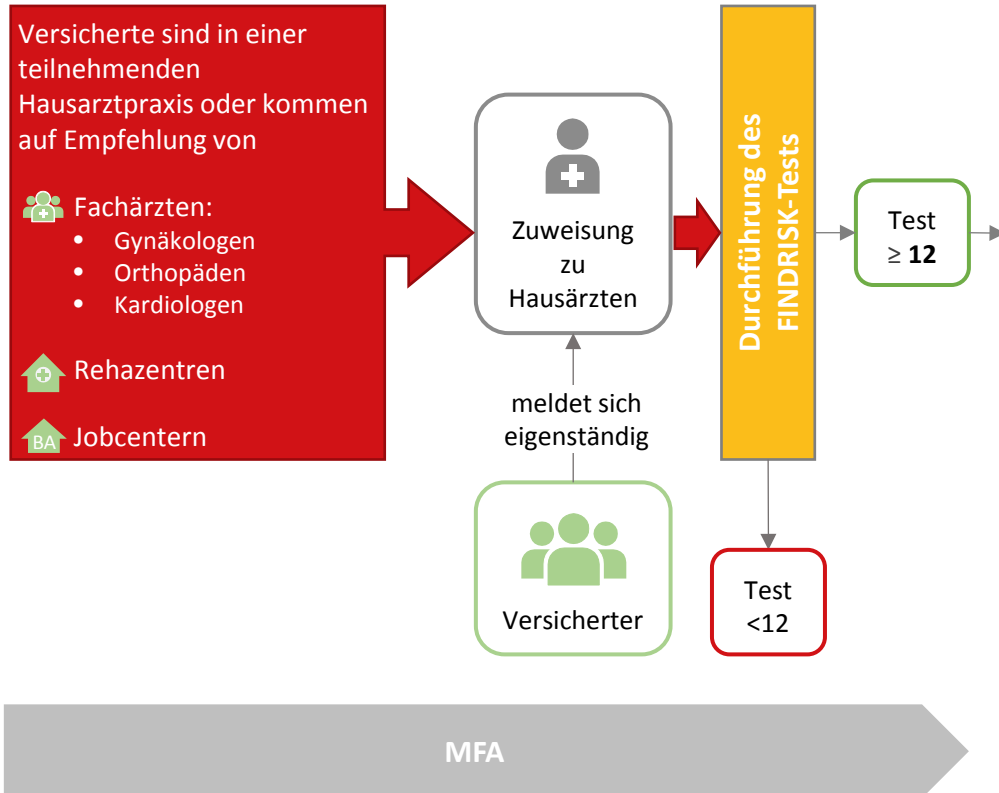 Versicherte sind in einer
teilnehmenden
Hausarztpraxis oder kommen
auf Empfehlung von
Fachärzten:
• Gynäkologen
• Orthopäden
• Kardiologen
Rehazentren
BA Jobcentern
Zuweisung
zu
Hausärzten
meldet sich
eigenständig
Versicherter
Durchführung des
FINDRISK-Tests
Test
≥ 12
Test
<12
MFA